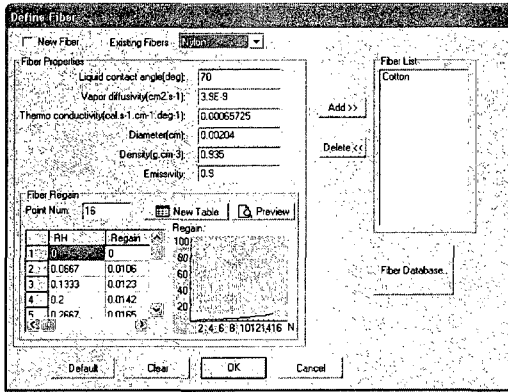 Define Fiber
New Fiber
Existing Fibers
Nylon
Fiber Properties
Liquid contact angle(deg):
70
Vapor diffusivity(cm2.s-1):
3.9E-9
Thermo conductivity(cal.s-1.cm-1.deg-1):
0.00065725
Diameter(cm):
0.00204
Density(g.cm-3):
0.935
Emissivity:
0.9
Add >>
Delete <<
Fiber List
Cotton
Fiber Database...
Fiber Regain
Point Num:
16
New Table
Preview
RH Regain
1 0 0
2 0.0667 0.0106
3 0.1333 0.0123
4 0.2 0.0142
5 0.2667 0.0165
Regain:
100
80
60
40
20
2 4 6 8 10 12 14 16 N
Default
Clear
OK
Cancel